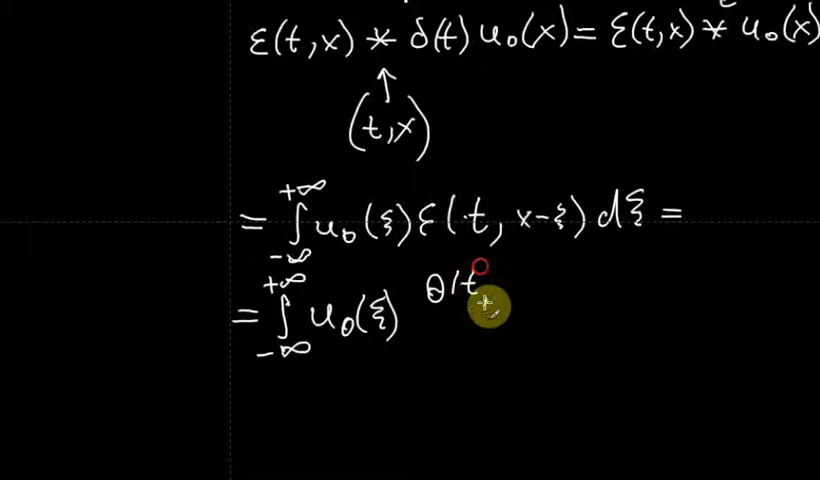 ε(t,x) * δ(t) u₀(x) = ε(t,x) * u₀(x)
↑
(t,x)
= ∫₋∞⁺∞ u₀(ξ) ε(t, x-ξ) dξ =
= ∫₋∞⁺∞ u₀(ξ) θ(t